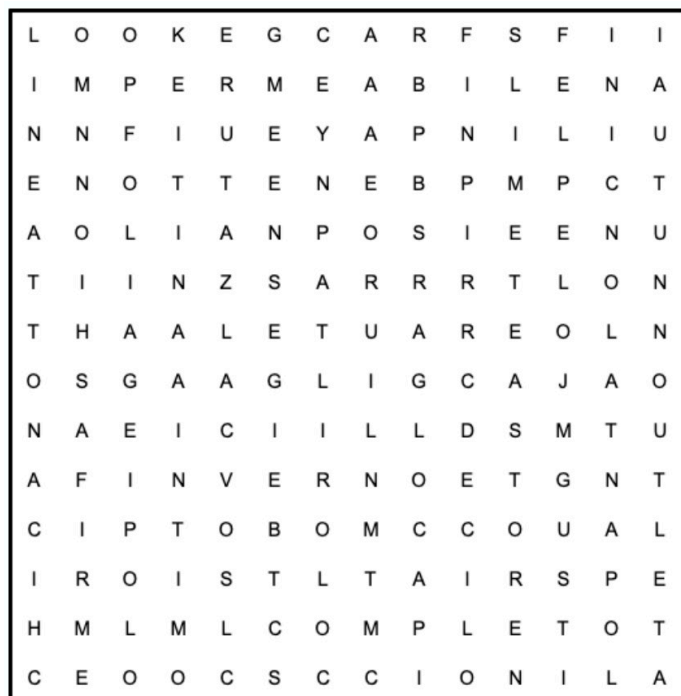 L O O K E G C A R F S F I I
I M P E R M E A B I L E N A
N N F I U E Y A P N I L I U
E N O T T E N E B P M P C T
A O L I A N P O S I E E N U
T I I N Z S A R R R T L O N
T H A A L E T U A R E O L N
O S G A A G L I G C A J A O
N A E I C I I L L D S M T U
A F I N V E R N O E T G N T
C I P T O B O M C C O U A L
I R O I S T L T A I R S P E
H M L M L C O M P L E T O T
C E O O C S C C I O N I L A